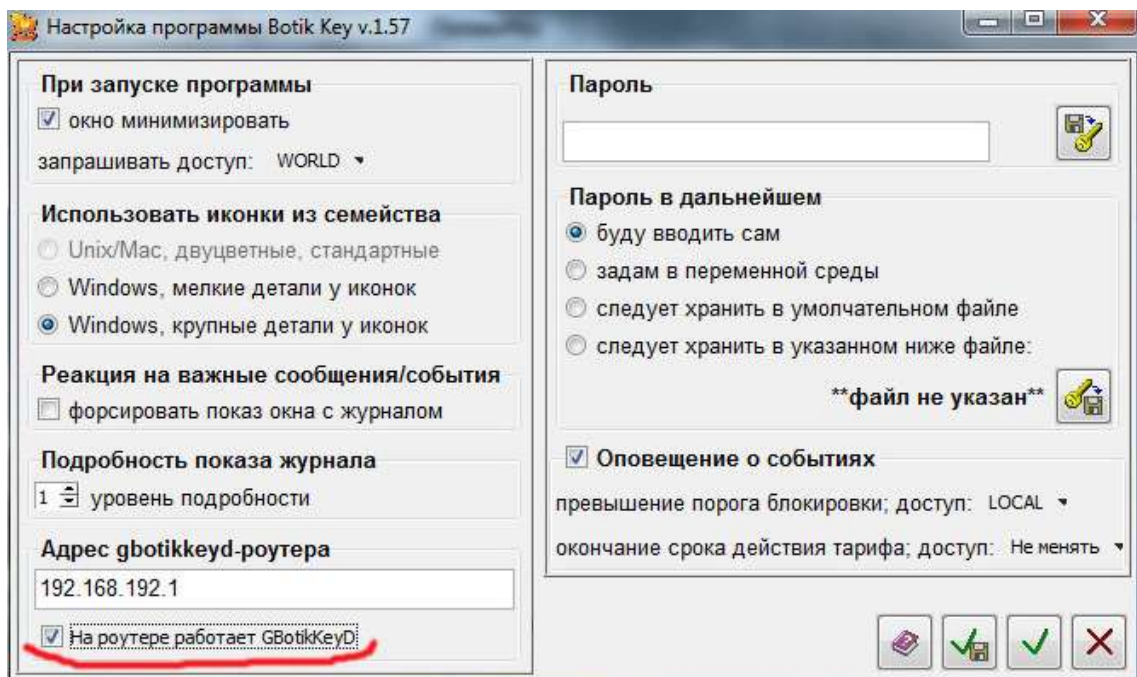 Настройка программы Botik Key v.1.57
При запуске программы
окно минимизировать
запрашивать доступ: WORLD
Использовать иконки из семейства
Unix/Mac, двуцветные, стандартные
Windows, мелкие детали у иконок
Windows, крупные детали у иконок
Реакция на важные сообщения/события
форсировать показ окна с журналом
Подробность показа журнала
1 уровень подробности
Адрес gbotikkeyd-роутера
192.168.192.1
На роутере работает GBotikKeyD
Пароль
Пароль в дальнейшем
буду вводить сам
задам в переменной среды
следует хранить в умолчательном файле
следует хранить в указанном ниже файле:
**файл не указан**
Оповещение о событиях
превышение порога блокировки; доступ: LOCAL
окончание срока действия тарифа; доступ: Не менять